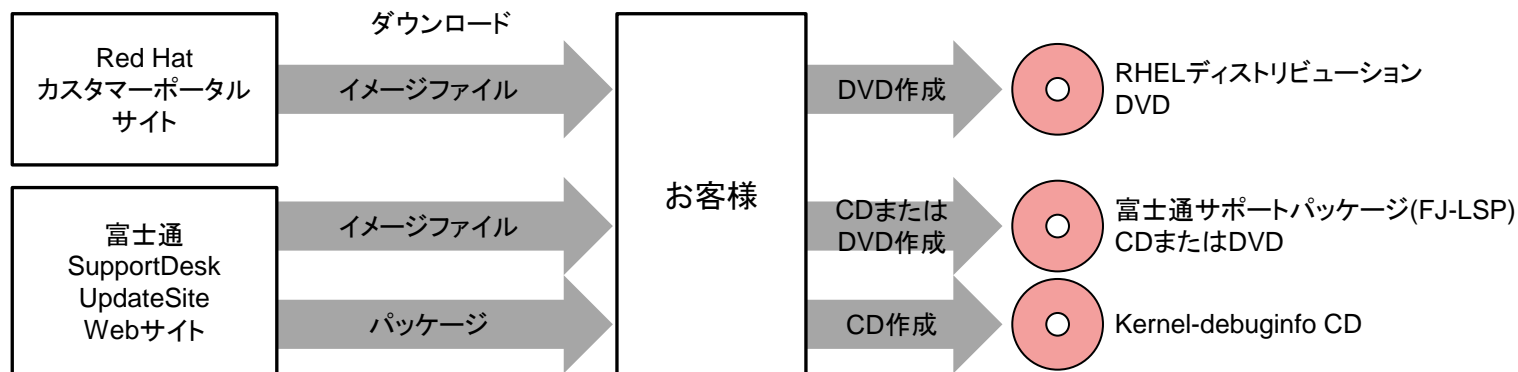 ダウンロード
Red Hat
カスタマーポータル
サイト
イメージファイル
DVD作成
RHELディストリビューション
DVD
お客様
富士通
SupportDesk
UpdateSite
Webサイト
イメージファイル
CDまたは
DVD作成
富士通サポートパッケージ(FJ-LSP)
CDまたはDVD
パッケージ
CD作成
Kernel-debuginfo CD